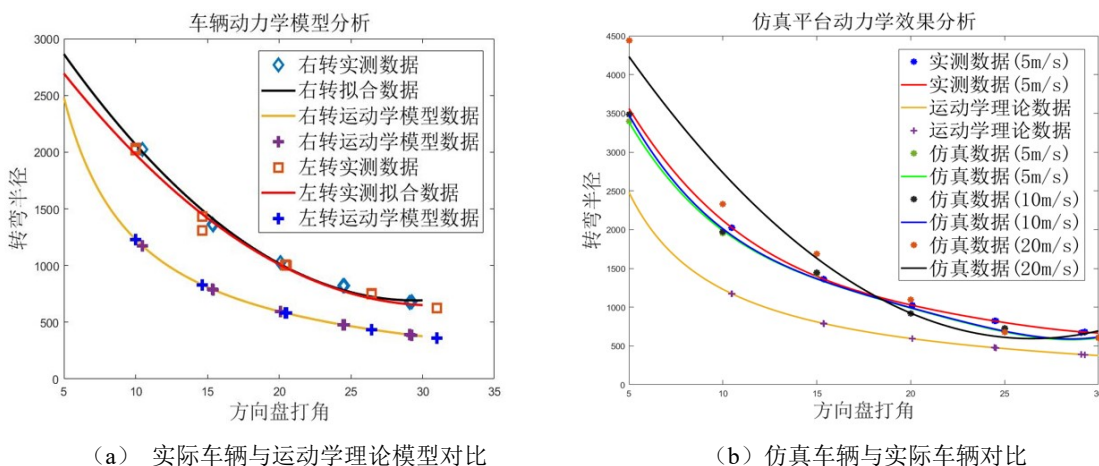 车辆动力学模型分析
3000
2500
2000
1500
1000
500
0
转弯半径
右转实测数据
右转拟合数据
右转运动学模型数据
右转运动学模型数据
左转实测数据
左转实测拟合数据
左转运动学模型数据
5 10 15 20 25 30 35
方向盘打角
(a) 实际车辆与运动学理论模型对比
仿真平台动力学效果分析
4500
4000
3500
3000
2500
2000
1500
1000
500
0
转弯半径
实测数据(5m/s)
实测数据(5m/s)
运动学理论数据
运动学理论数据
仿真数据(5m/s)
仿真数据(5m/s)
仿真数据(10m/s)
仿真数据(10m/s)
仿真数据(20m/s)
仿真数据(20m/s)
5 10 15 20 25 30
方向盘打角
(b)仿真车辆与实际车辆对比